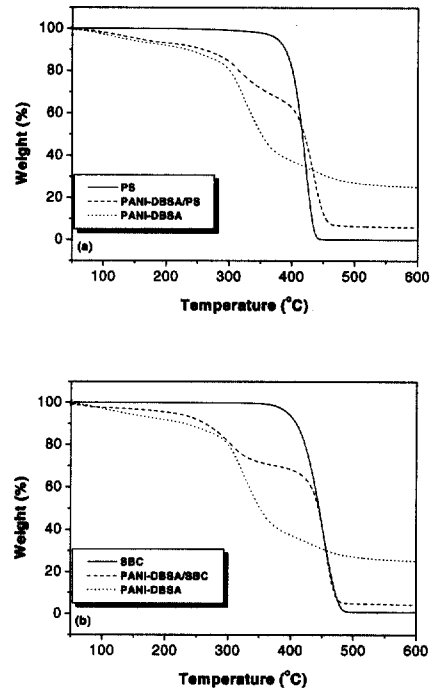 100
80
60
40
20
0
Weight (%)
PS
PANI-DBSA/PS
PANI-DBSA
(a)
100 200 300 400 500 600
Temperature (°C)
100
80
60
40
20
0
Weight (%)
SBC
PANI-DBSA/SBC
PANI-DBSA
(b)
100 200 300 400 500 600
Temperature (°C)